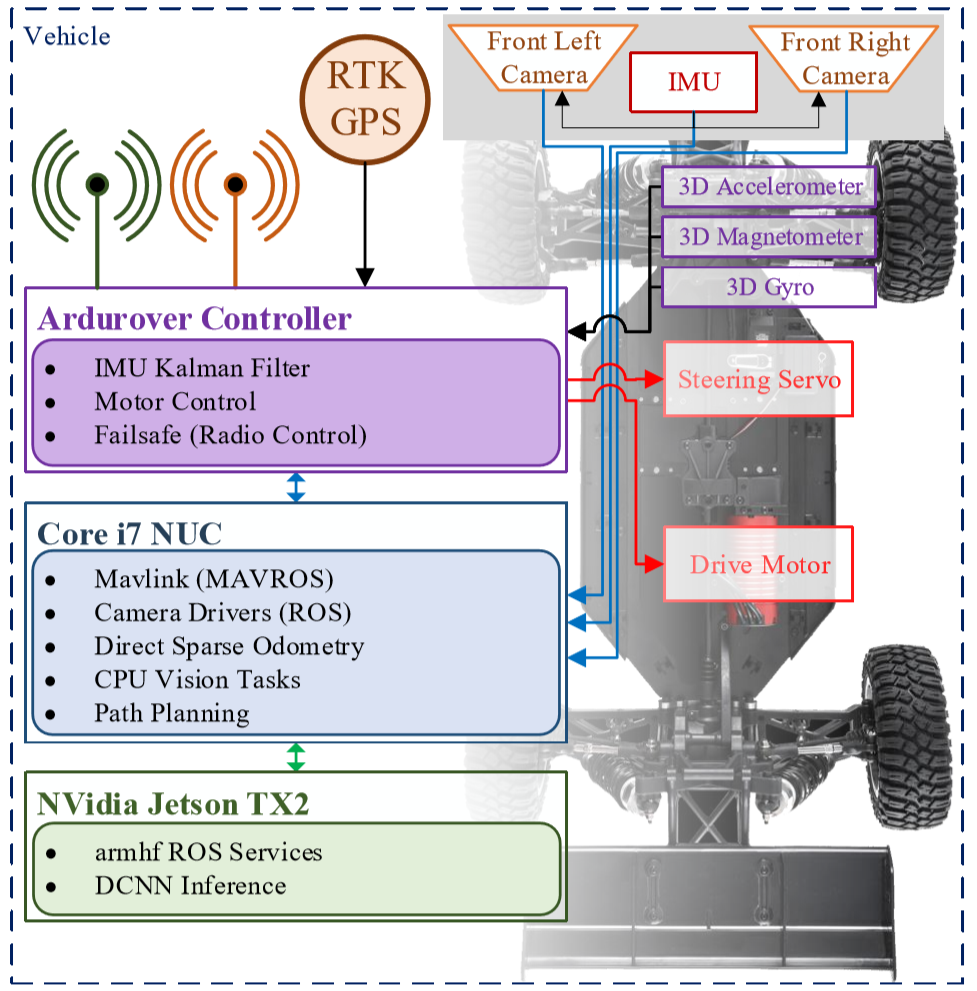 Vehicle
RTK
GPS
Front Left
Camera
IMU
Front Right
Camera
3D Accelerometer
3D Magnetometer
3D Gyro
Ardurover Controller
• IMU Kalman Filter
• Motor Control
• Failsafe (Radio Control)
Steering Servo
Core i7 NUC
• Mavlink (MAVROS)
• Camera Drivers (ROS)
• Direct Sparse Odometry
• CPU Vision Tasks
• Path Planning
Drive Motor
NVidia Jetson TX2
• armhf ROS Services
• DCNN Inference